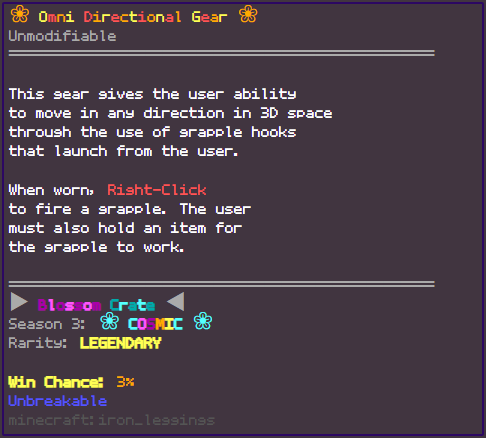 ❀ Omni Directional Gear ❀
Unmodifiable
This gear gives the user ability
to move in any direction in 3D space
through the use of grapple hooks
that launch from the user.
When worn, Right-Click
to fire a grapple. The user
must also hold an item for
the grapple to work.
▶ Blossom Crate ◀
Season 3: ❀ COSMIC ❀
Rarity: LEGENDARY
Win Chance: 3%
Unbreakable
minecraft:iron_leggings